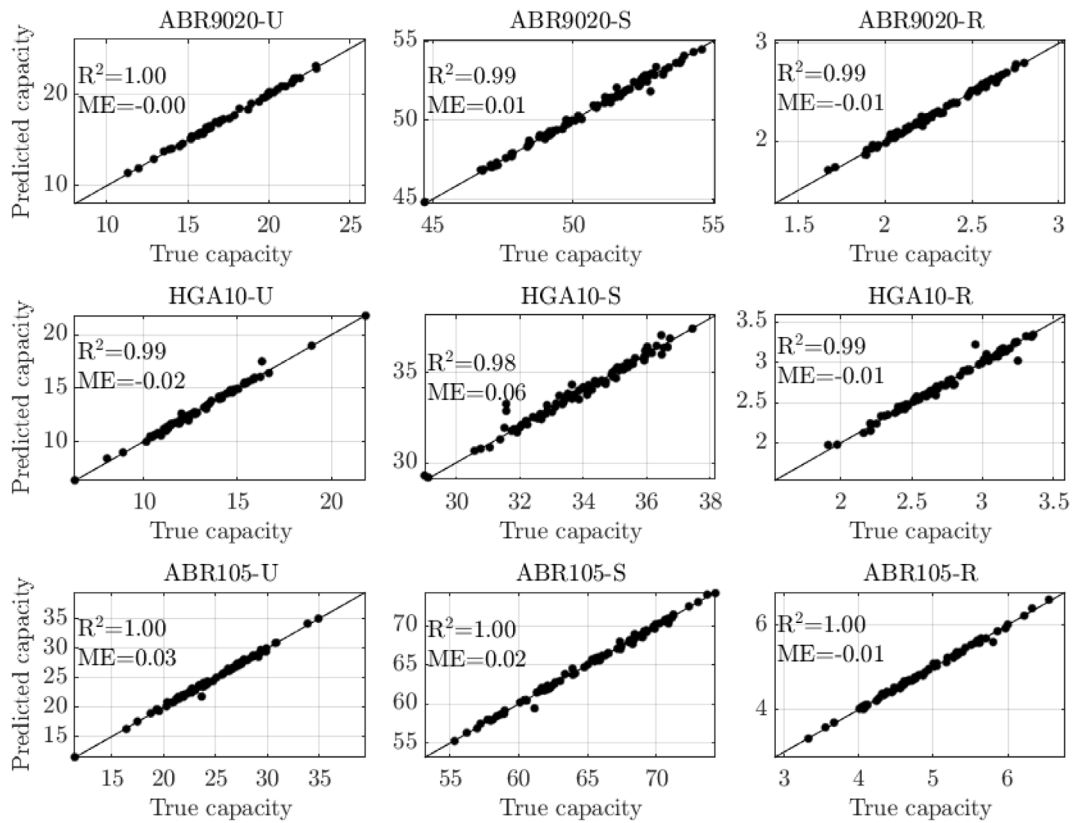 ABR9020-U
ABR9020-S
ABR9020-R
Predicted capacity
R²=1.00
ME=-0.00
20
10
10
15
20
25
True capacity
R²=0.99
ME=0.01
55
50
45
45
50
55
True capacity
R²=0.99
ME=-0.01
3
2
1.5
2
2.5
3
True capacity
HGA10-U
HGA10-S
HGA10-R
Predicted capacity
R²=0.99
ME=-0.02
20
15
10
10
15
20
True capacity
R²=0.98
ME=0.06
35
30
30
32
34
36
38
True capacity
R²=0.99
ME=-0.01
3.5
3
2.5
2
2
2.5
3
3.5
True capacity
ABR105-U
ABR105-S
ABR105-R
Predicted capacity
R²=1.00
ME=0.03
35
30
25
20
15
15
20
25
30
35
True capacity
R²=1.00
ME=0.02
70
65
60
55
55
60
65
70
True capacity
R²=1.00
ME=-0.01
6
4
3
4
5
6
True capacity